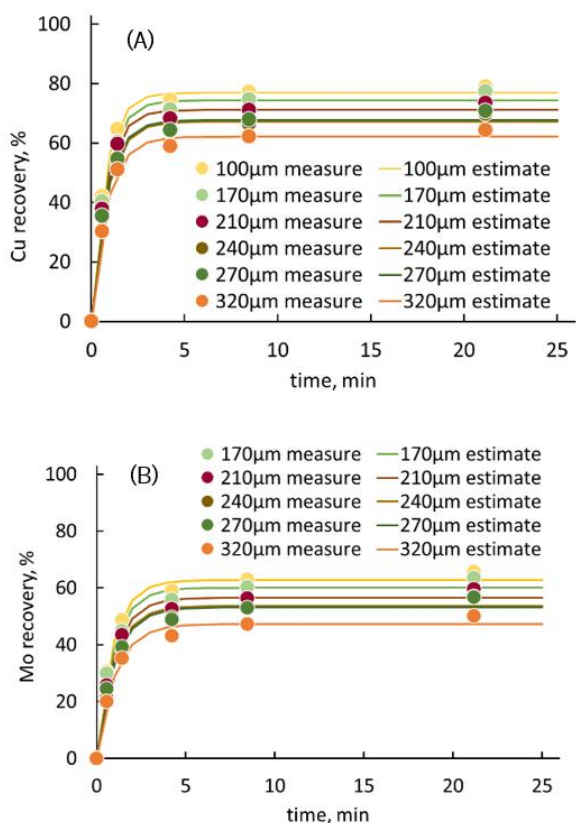 (A)
100
80
60
40
20
0
Cu recovery, %
100μm measure 100μm estimate
170μm measure 170μm estimate
210μm measure 210μm estimate
240μm measure 240μm estimate
270μm measure 270μm estimate
320μm measure 320μm estimate
0 5 10 15 20 25
time, min
(B)
170μm measure 170μm estimate
210μm measure 210μm estimate
240μm measure 240μm estimate
270μm measure 270μm estimate
320μm measure 320μm estimate
100
80
60
40
20
0
Mo recovery, %
0 5 10 15 20 25
time, min